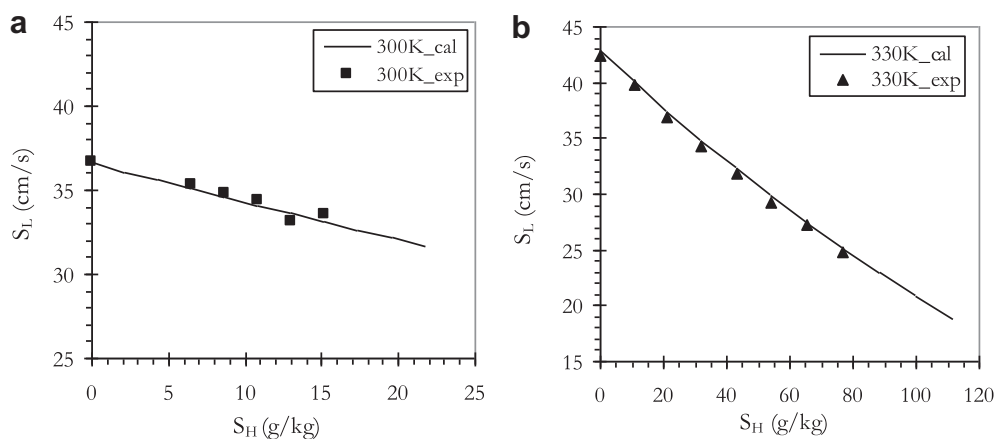 a
45
40
35
30
25
0 5 10 15 20 25
S_L (cm/s)
S_H (g/kg)
300K_cal
300K_exp
b
45
40
35
30
25
20
15
0 20 40 60 80 100 120
S_L (cm/s)
S_H (g/kg)
330K_cal
330K_exp